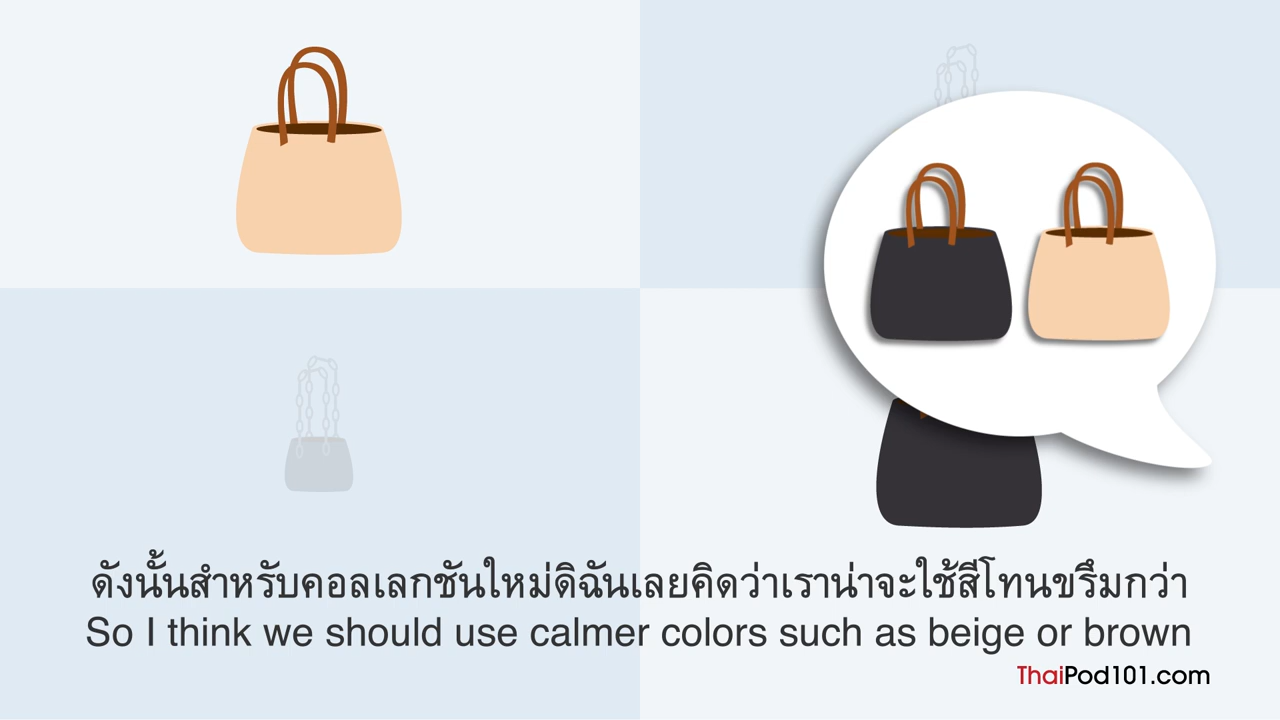 ดังนั้นสำหรับคอลเลกชันใหม่ดิฉันเลยคิดว่าเราน่าจะใช้สีโทนขรึมกว่า
So I think we should use calmer colors such as beige or brown
ThaiPod101.com